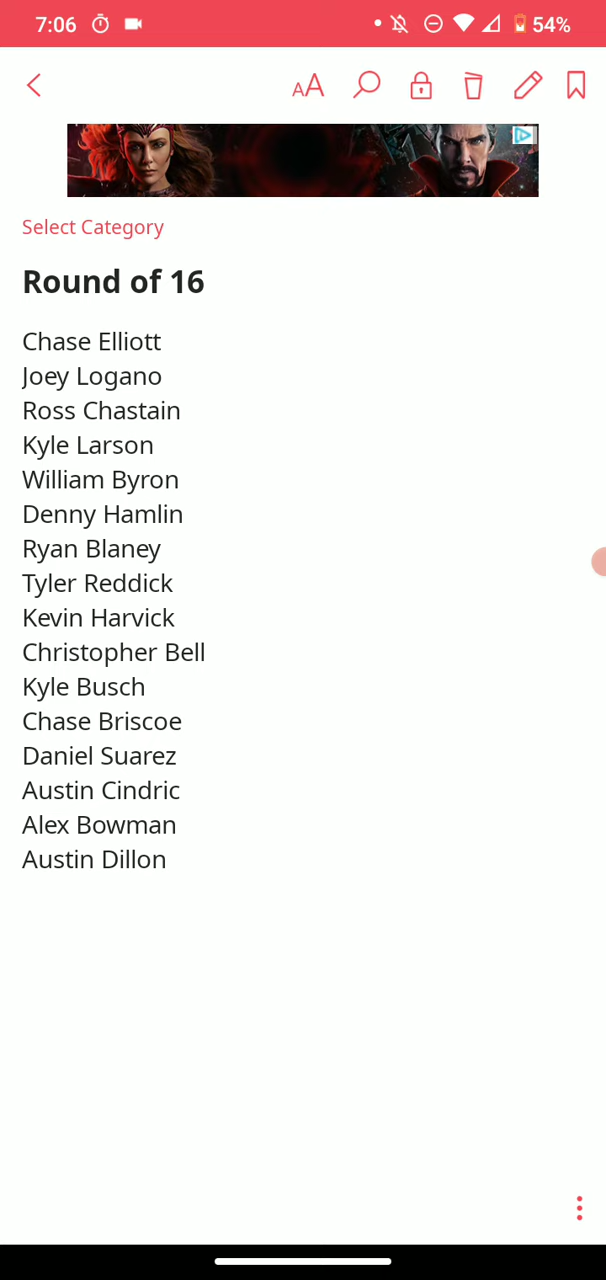 7:06
54%
AA
Select Category
Round of 16
Chase Elliott
Joey Logano
Ross Chastain
Kyle Larson
William Byron
Denny Hamlin
Ryan Blaney
Tyler Reddick
Kevin Harvick
Christopher Bell
Kyle Busch
Chase Briscoe
Daniel Suarez
Austin Cindric
Alex Bowman
Austin Dillon